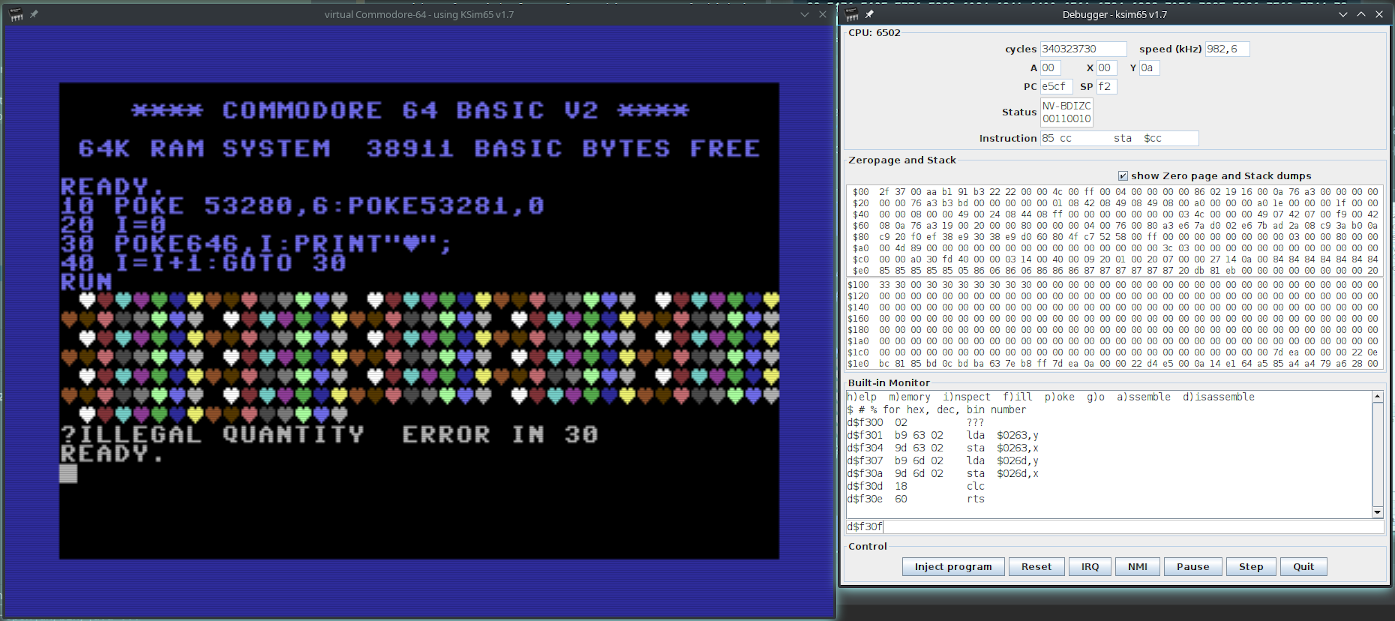 virtual Commodore-64 - using KSim65 v1.7
**** COMMODORE 64 BASIC V2 ****
64K RAM SYSTEM  38911 BASIC BYTES FREE
READY.
10 POKE 53280,6:POKE53281,0
20 I=0
30 POKE646,I:PRINT"♥";
40 I=I+1:GOTO 30
RUN
?ILLEGAL QUANTITY  ERROR IN 30
READY.
Debugger - ksim65 v1.7
CPU: 6502
cycles 340323730 speed (kHz) 982,6
A 00 X 00 Y 0a
PC e5cf SP f2
Status NV-BDIZC
00110010
Instruction 85 cc sta $cc
Zeropage and Stack
show Zero page and Stack dumps
$00 2f 37 00 aa b1 91 b3 22 22 00 00 4c 00 ff 00 04 00 00 00 00 86 02 19 16 00 0a 76 a3 00 00 00 00
$20 00 00 76 a3 b3 bd 00 00 00 00 00 01 08 42 08 49 08 49 08 00 a0 00 00 00 00 a0 1e 00 00 1f 00 00
$40 00 00 08 00 00 49 00 24 08 44 08 ff 00 00 00 00 00 00 00 03 4c 00 00 00 49 07 42 07 00 f9 00 42
$60 08 0a 76 a3 19 00 20 00 00 80 00 00 00 00 04 00 76 00 80 a3 e6 7a d0 02 e6 7b ad 2a 08 c9 3a b0 0a
$80 c9 20 f0 ef 38 e9 30 38 e9 d0 60 80 4f c7 52 58 00 ff 00 00 00 00 00 00 00 00 03 00 00 80 00 00
$a0 00 4d 89 00 00 00 00 00 00 00 00 00 00 00 00 00 00 00 3c 03 00 00 00 00 00 00 00 00 00 00
$c0 00 00 a0 30 fd 40 00 00 03 14 00 40 00 09 20 01 00 20 07 00 00 27 14 0a 00 84 84 84 84 84 84 84
$e0 85 85 85 85 85 05 86 06 86 06 86 86 86 87 87 87 87 87 87 20 db 81 eb 00 00 00 00 00 00 00 00 20
$100 33 30 00 30 30 30 30 30 30 00 00 00 00 00 00 00 00 00 00 00 00 00 00 00 00 00 00 00 00 00 00 00
$120 00 00 00 00 00 00 00 00 00 00 00 00 00 00 00 00 00 00 00 00 00 00 00 00 00 00 00 00 00 00 00 00
$140 00 00 00 00 00 00 00 00 00 00 00 00 00 00 00 00 00 00 00 00 00 00 00 00 00 00 00 00 00 00 00 00
$160 00 00 00 00 00 00 00 00 00 00 00 00 00 00 00 00 00 00 00 00 00 00 00 00 00 00 00 00 00 00 00 00
$180 00 00 00 00 00 00 00 00 00 00 00 00 00 00 00 00 00 00 00 00 00 00 00 00 00 00 00 00 00 00 00 00
$1a0 00 00 00 00 00 00 00 00 00 00 00 00 00 00 00 00 00 00 00 00 00 00 00 00 00 00 00 00 00 00 00 00
$1c0 00 00 00 00 00 00 00 00 00 00 00 00 00 00 00 00 00 00 00 00 00 00 00 00 00 7d ea 00 00 00 22 0e
$1e0 bc 81 85 bd 0c bd ba 63 7e b8 ff 7d ea 0a 00 00 22 d4 e5 00 0a 14 e1 64 a5 85 a4 a4 79 a6 28 00
Built-in Monitor
h)elp m)emory i)nspect f)ill p)oke g)o a)ssemble d)isassemble
$ # % for hex, dec, bin number
d$f300 02 ???
d$f301 b9 63 02 lda $0263,y
d$f304 9d 63 02 sta $0263,x
d$f307 b9 6d 02 lda $026d,y
d$f30a 9d 6d 02 sta $026d,x
d$f30d 18 clc
d$f30e 60 rts
d$f30f
Control
Inject program Reset IRQ NMI Pause Step Quit